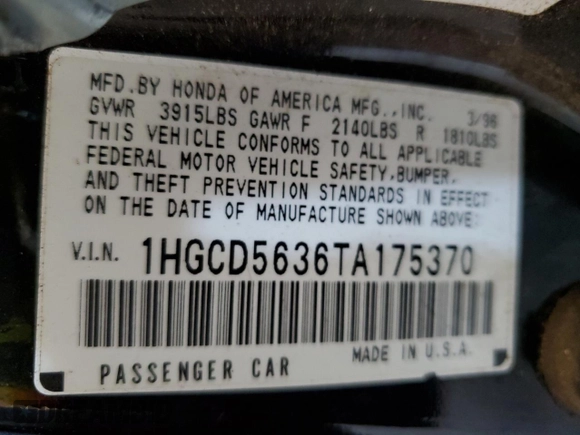 MFD. BY HONDA OF AMERICA MFG., INC. 3/96
GVWR 3915LBS GAWR F 2140LBS R 1810LBS
THIS VEHICLE CONFORMS TO ALL APPLICABLE
FEDERAL MOTOR VEHICLE SAFETY, BUMPER,
AND THEFT PREVENTION STANDARDS IN EFFECT
ON THE DATE OF MANUFACTURE SHOWN ABOVE:
V.I.N. 1HGCD5636TA175370
PASSENGER CAR MADE IN U.S.A.